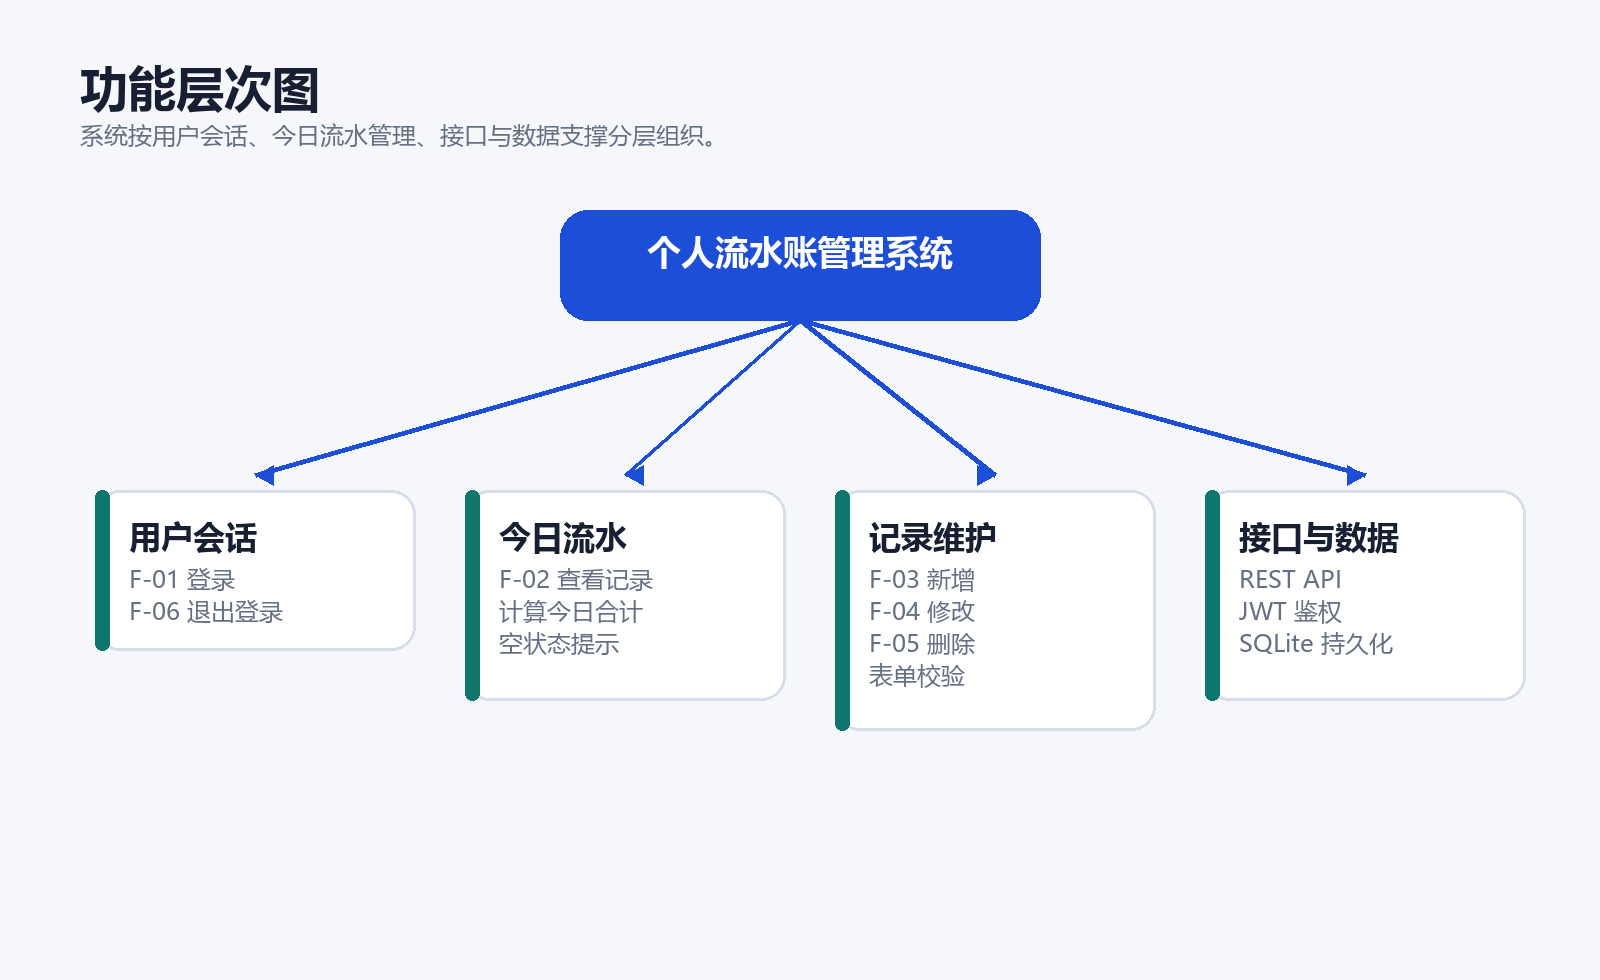 功能层次图
系统按用户会话、今日流水管理、接口与数据支撑分层组织。
个人流水账管理系统
用户会话
F-01 登录
F-06 退出登录
今日流水
F-02 查看记录
计算今日合计
空状态提示
记录维护
F-03 新增
F-04 修改
F-05 删除
表单校验
接口与数据
REST API
JWT 鉴权
SQLite 持久化